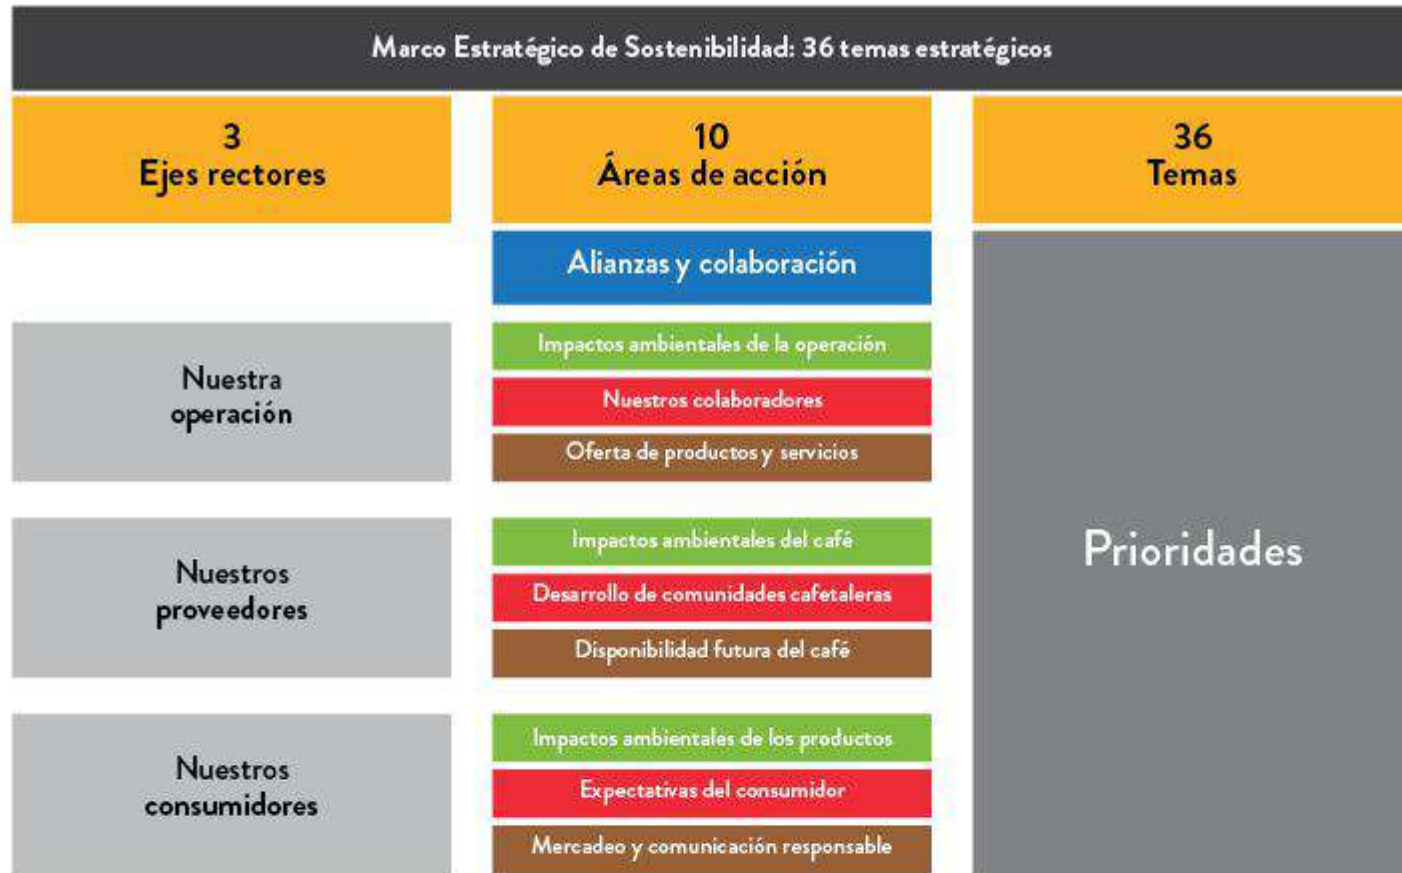 Marco Estratégico de Sostenibilidad: 36 temas estratégicos
3
Ejes rectores
10
Áreas de acción
36
Temas
Alianzas y colaboración
Nuestra
operación
Impactos ambientales de la operación
Nuestros colaboradores
Oferta de productos y servicios
Nuestros
proveedores
Impactos ambientales del café
Desarrollo de comunidades cafetaleras
Disponibilidad futura del café
Nuestros
consumidores
Impactos ambientales de los productos
Expectativas del consumidor
Mercadeo y comunicación responsable
Prioridades